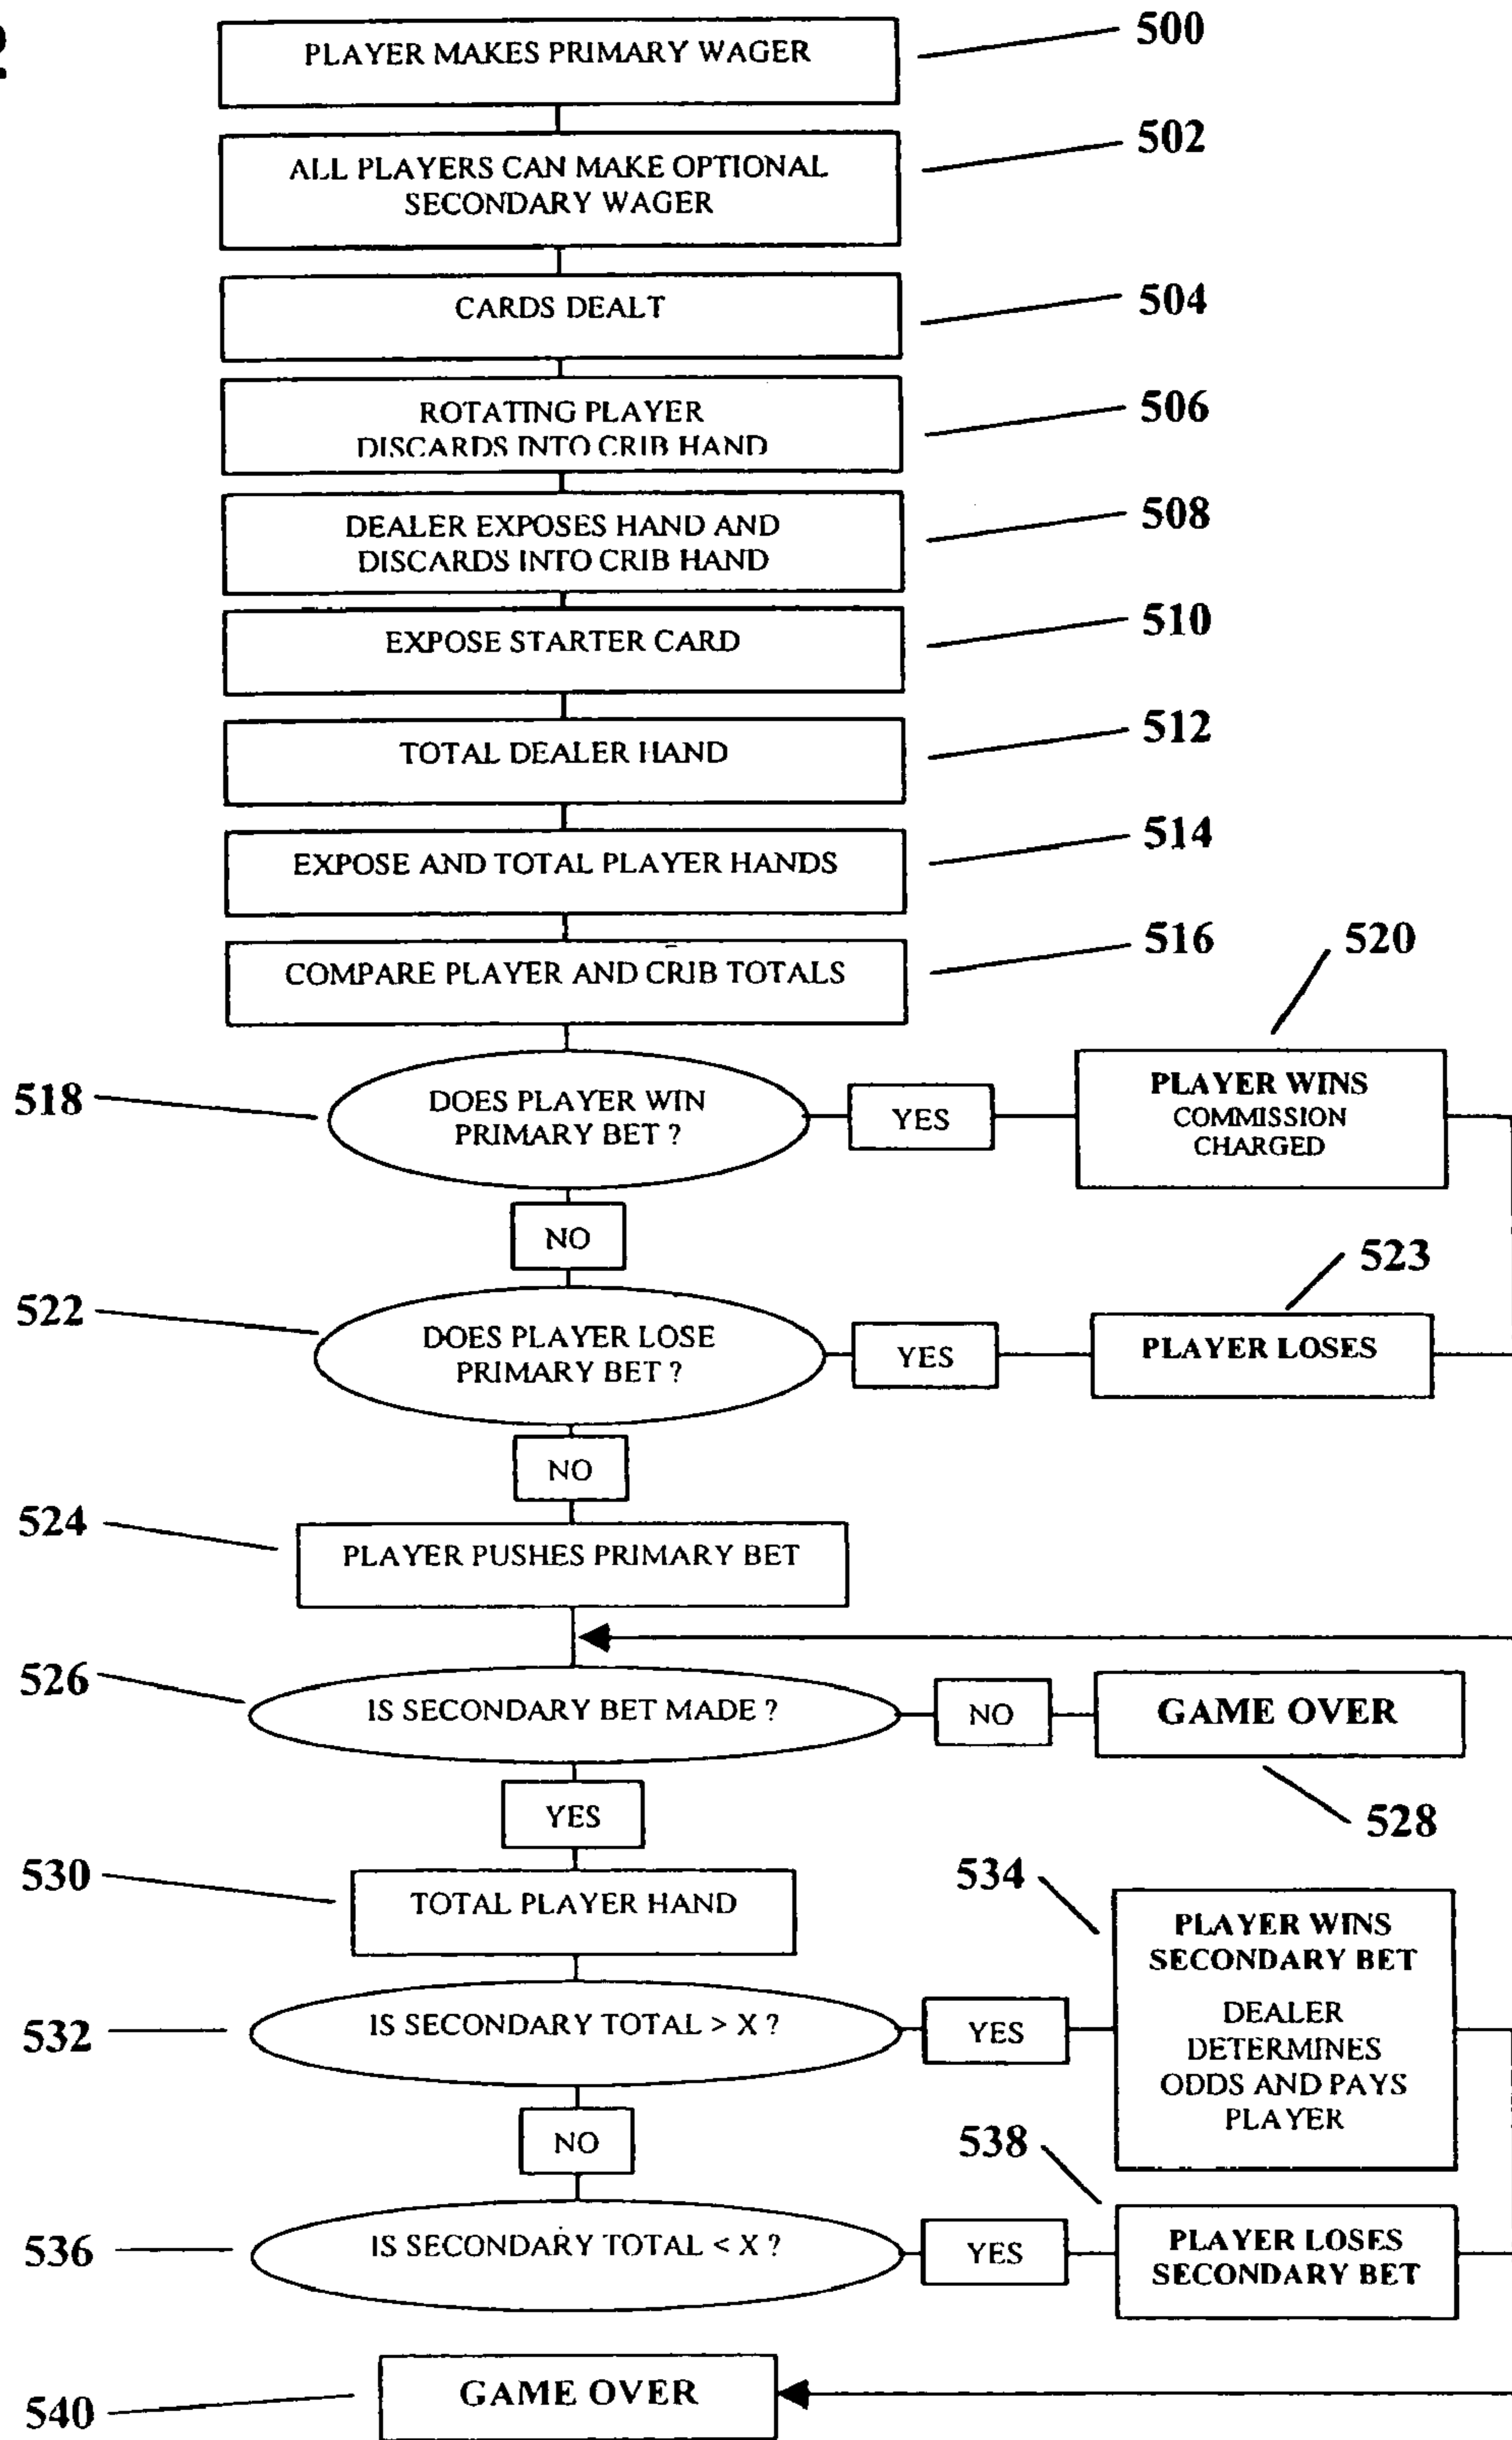 2
PLAYER MAKES PRIMARY WAGER
500
ALL PLAYERS CAN MAKE OPTIONAL
SECONDARY WAGER
502
CARDS DEALT
504
ROTATING PLAYER
DISCARDS INTO CRIB HAND
506
DEALER EXPOSES HAND AND
DISCARDS INTO CRIB HAND
508
EXPOSE STARTER CARD
510
TOTAL DEALER HAND
512
EXPOSE AND TOTAL PLAYER HANDS
514
COMPARE PLAYER AND CRIB TOTALS
516
520
518
DOES PLAYER WIN
PRIMARY BET ?
YES
PLAYER WINS
COMMISSION
CHARGED
NO
523
522
DOES PLAYER LOSE
PRIMARY BET ?
YES
PLAYER LOSES
NO
524
PLAYER PUSHES PRIMARY BET
526
IS SECONDARY BET MADE ?
NO
GAME OVER
528
YES
530
TOTAL PLAYER HAND
534
PLAYER WINS
SECONDARY BET
DEALER
DETERMINES
ODDS AND PAYS
PLAYER
532
IS SECONDARY TOTAL > X ?
YES
NO
538
536
IS SECONDARY TOTAL < X ?
YES
PLAYER LOSES
SECONDARY BET
540
GAME OVER